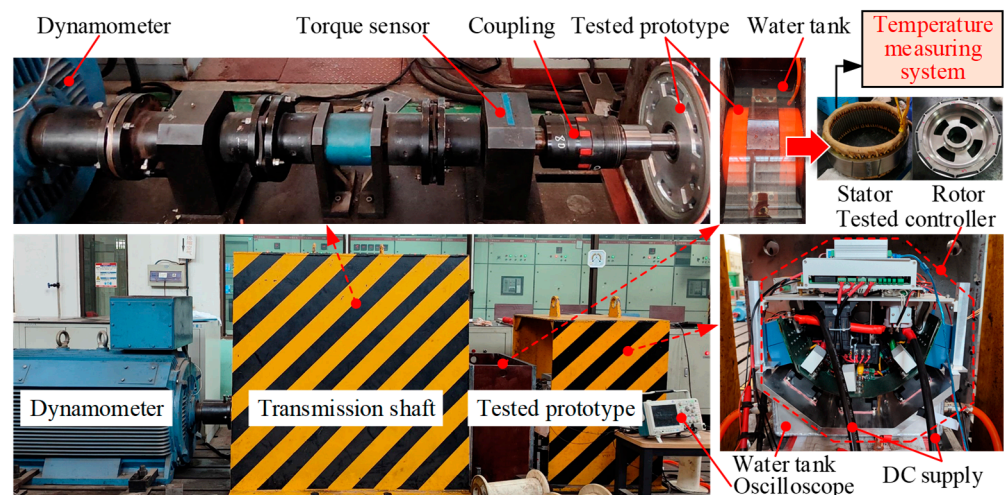 Dynamometer
Torque sensor
Coupling
Tested prototype
Water tank
Temperature
measuring
system
Stator
Rotor
Tested controller
Dynamometer
Transmission shaft
Tested prototype
Water tank
Oscilloscope
DC supply